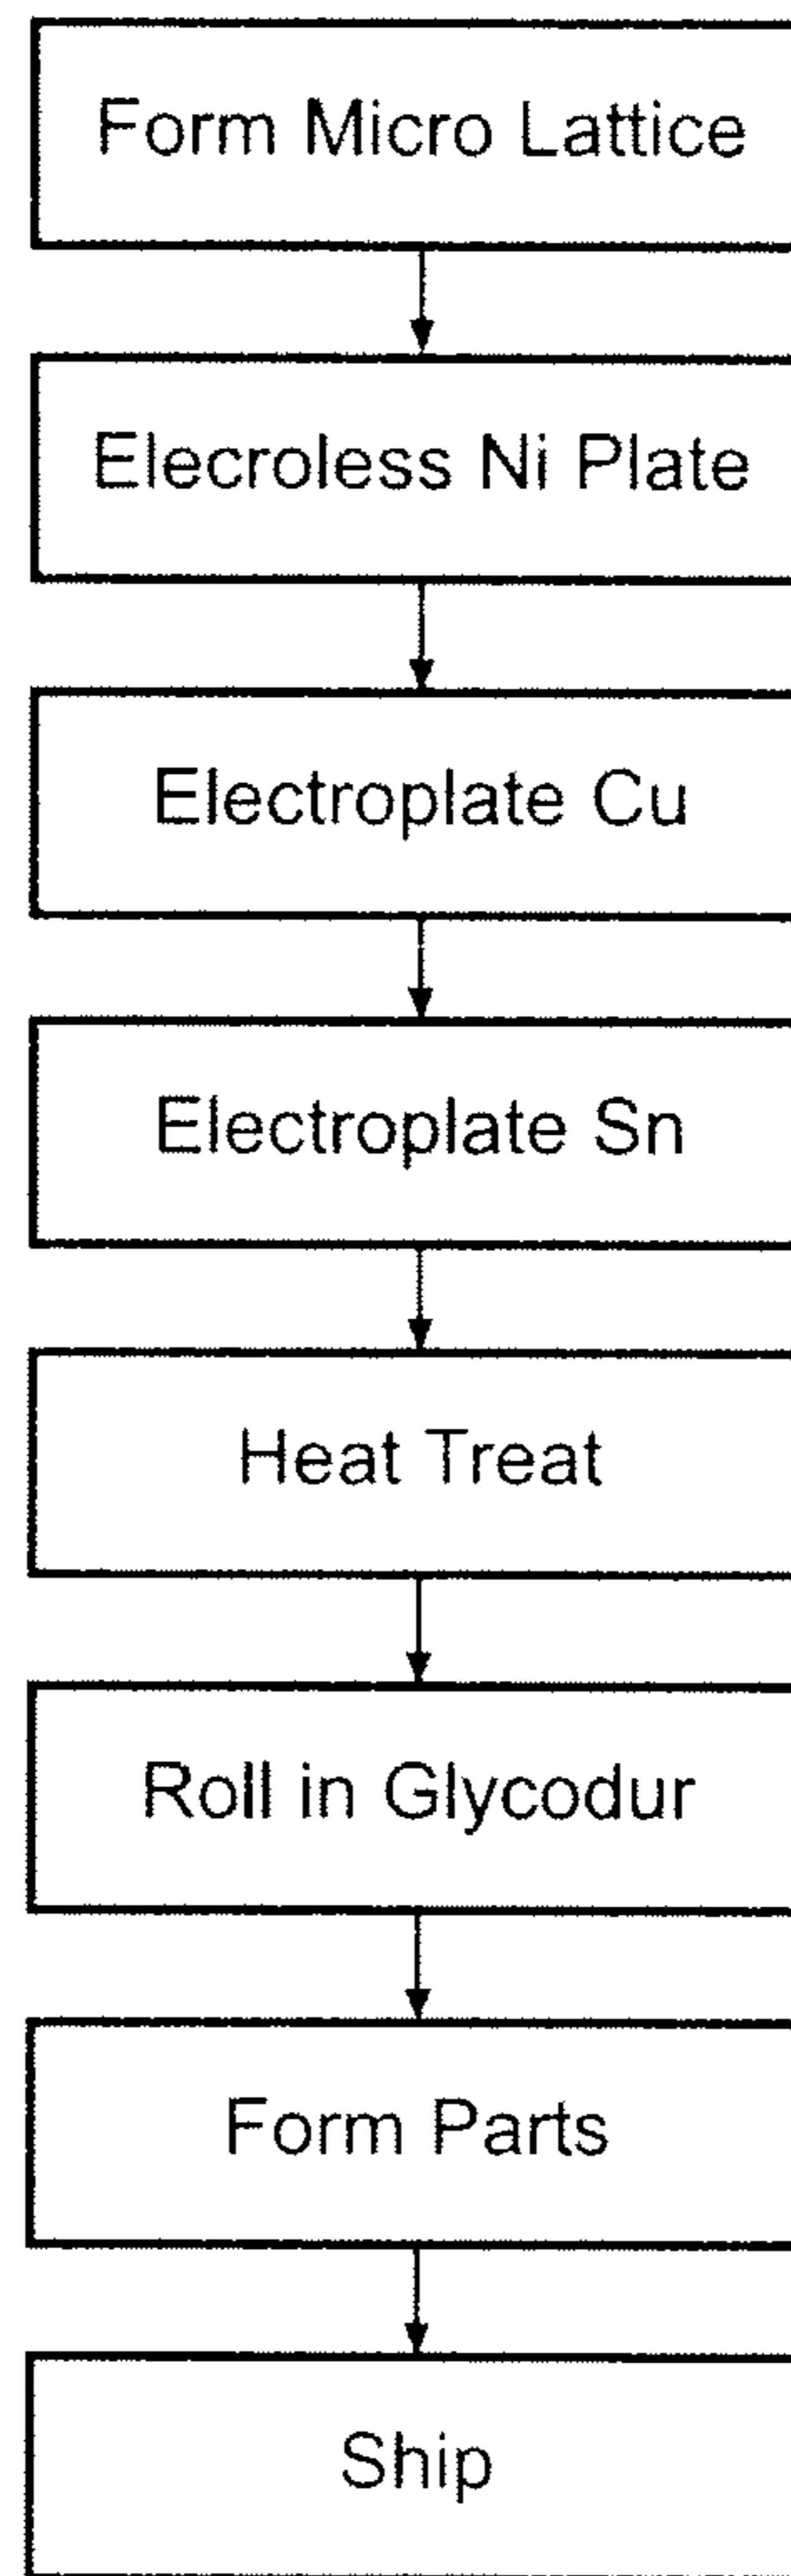 Form Micro Lattice
Elecroless Ni Plate
Electroplate Cu
Electroplate Sn
Heat Treat
Roll in Glycodur
Form Parts
Ship